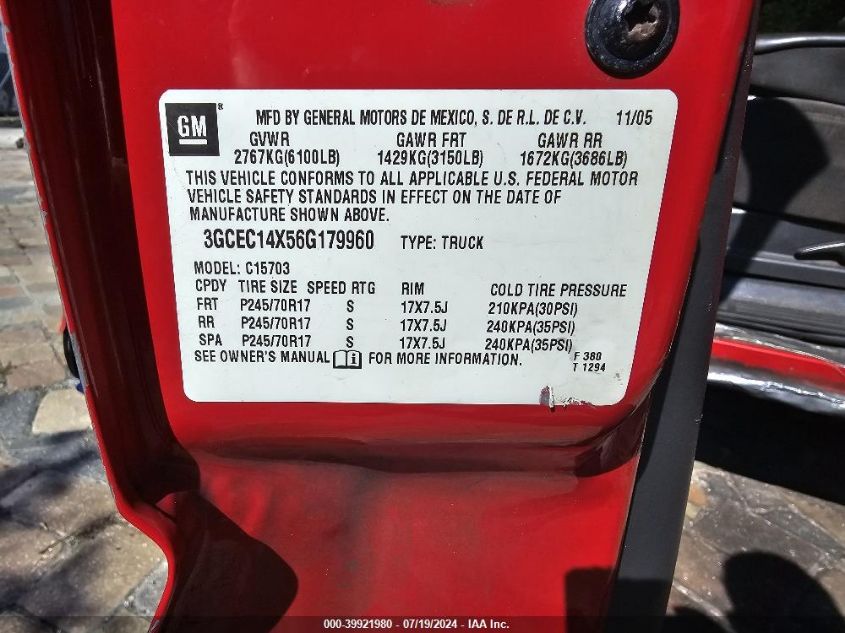 GM ® MFD BY GENERAL MOTORS DE MEXICO, S. DE R.L. DE C.V. 11/05
GVWR GAWR FRT GAWR RR
2767KG(6100LB) 1429KG(3150LB) 1672KG(3686LB)
THIS VEHICLE CONFORMS TO ALL APPLICABLE U.S. FEDERAL MOTOR
VEHICLE SAFETY STANDARDS IN EFFECT ON THE DATE OF
MANUFACTURE SHOWN ABOVE.
3GCEC14X56G179960 TYPE: TRUCK
MODEL: C15703
CPDY TIRE SIZE SPEED RTG RIM COLD TIRE PRESSURE
FRT P245/70R17 S 17X7.5J 210KPA(30PSI)
RR P245/70R17 S 17X7.5J 240KPA(35PSI)
SPA P245/70R17 S 17X7.5J 240KPA(35PSI)
SEE OWNER'S MANUAL FOR MORE INFORMATION.
F 380
T 1294
000-39921980 - 07/19/2024 - IAA Inc.